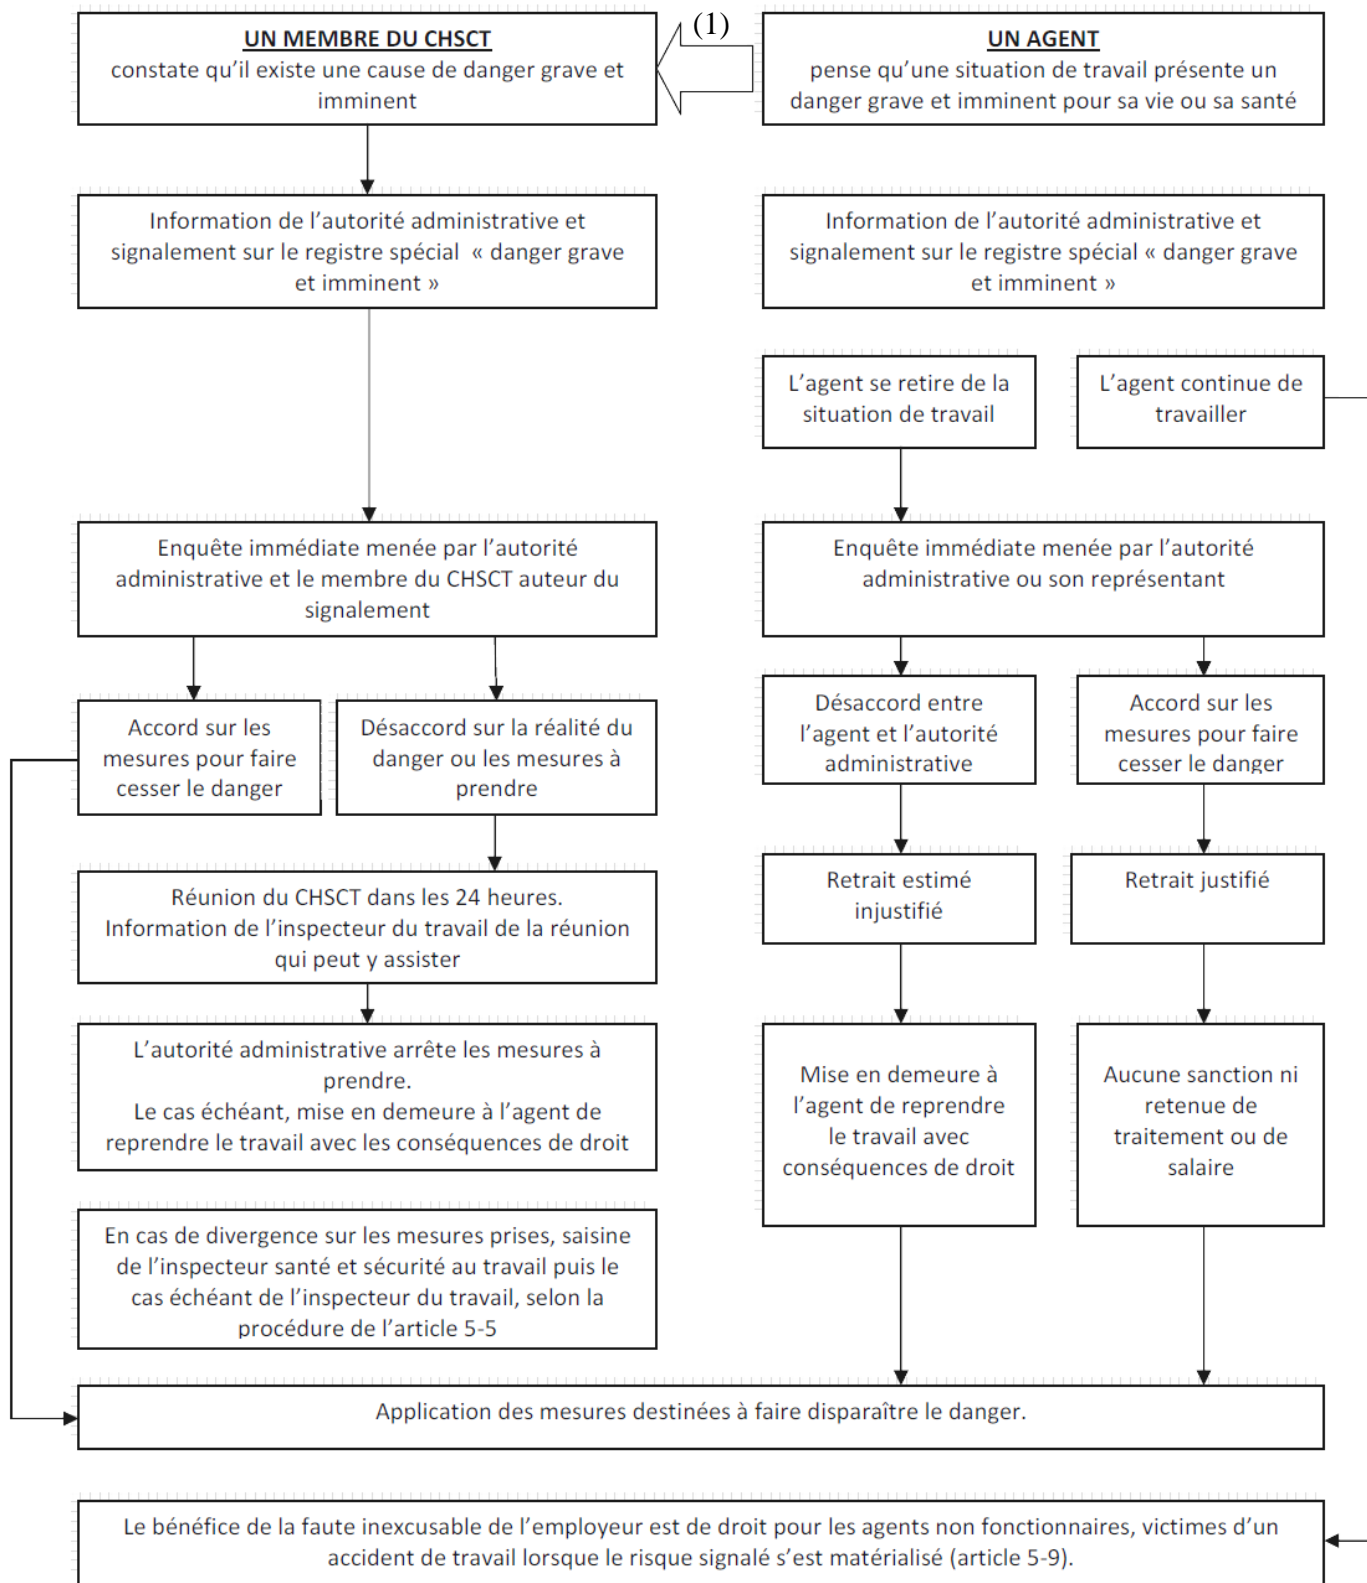 (1)
UN MEMBRE DU CHSCT
constate qu’il existe une cause de danger grave et
imminent
UN AGENT
pense qu’une situation de travail présente un
danger grave et imminent pour sa vie ou sa santé
Information de l’autorité administrative et
signalement sur le registre spécial « danger grave
et imminent »
Information de l’autorité administrative et
signalement sur le registre spécial « danger grave
et imminent »
L’agent se retire de la
situation de travail
L’agent continue de
travailler
Enquête immédiate menée par l’autorité
administrative et le membre du CHSCT auteur du
signalement
Enquête immédiate menée par l’autorité
administrative ou son représentant
Accord sur les
mesures pour faire
cesser le danger
Désaccord sur la réalité du
danger ou les mesures à
prendre
Désaccord entre
l’agent et l’autorité
administrative
Accord sur les
mesures pour faire
cesser le danger
Réunion du CHSCT dans les 24 heures.
Information de l’inspecteur du travail de la réunion
qui peut y assister
Retrait estimé
injustifié
Retrait justifié
L’autorité administrative arrête les mesures à
prendre.
Le cas échéant, mise en demeure à l’agent de
reprendre le travail avec les conséquences de droit
Mise en demeure à
l’agent de reprendre
le travail avec
conséquences de droit
Aucune sanction ni
retenue de
traitement ou de
salaire
En cas de divergence sur les mesures prises, saisine
de l’inspecteur santé et sécurité au travail puis le
cas échéant de l’inspecteur du travail, selon la
procédure de l’article 5-5
Application des mesures destinées à faire disparaître le danger.
Le bénéfice de la faute inexcusable de l’employeur est de droit pour les agents non fonctionnaires, victimes d’un
accident de travail lorsque le risque signalé s’est matérialisé (article 5-9).